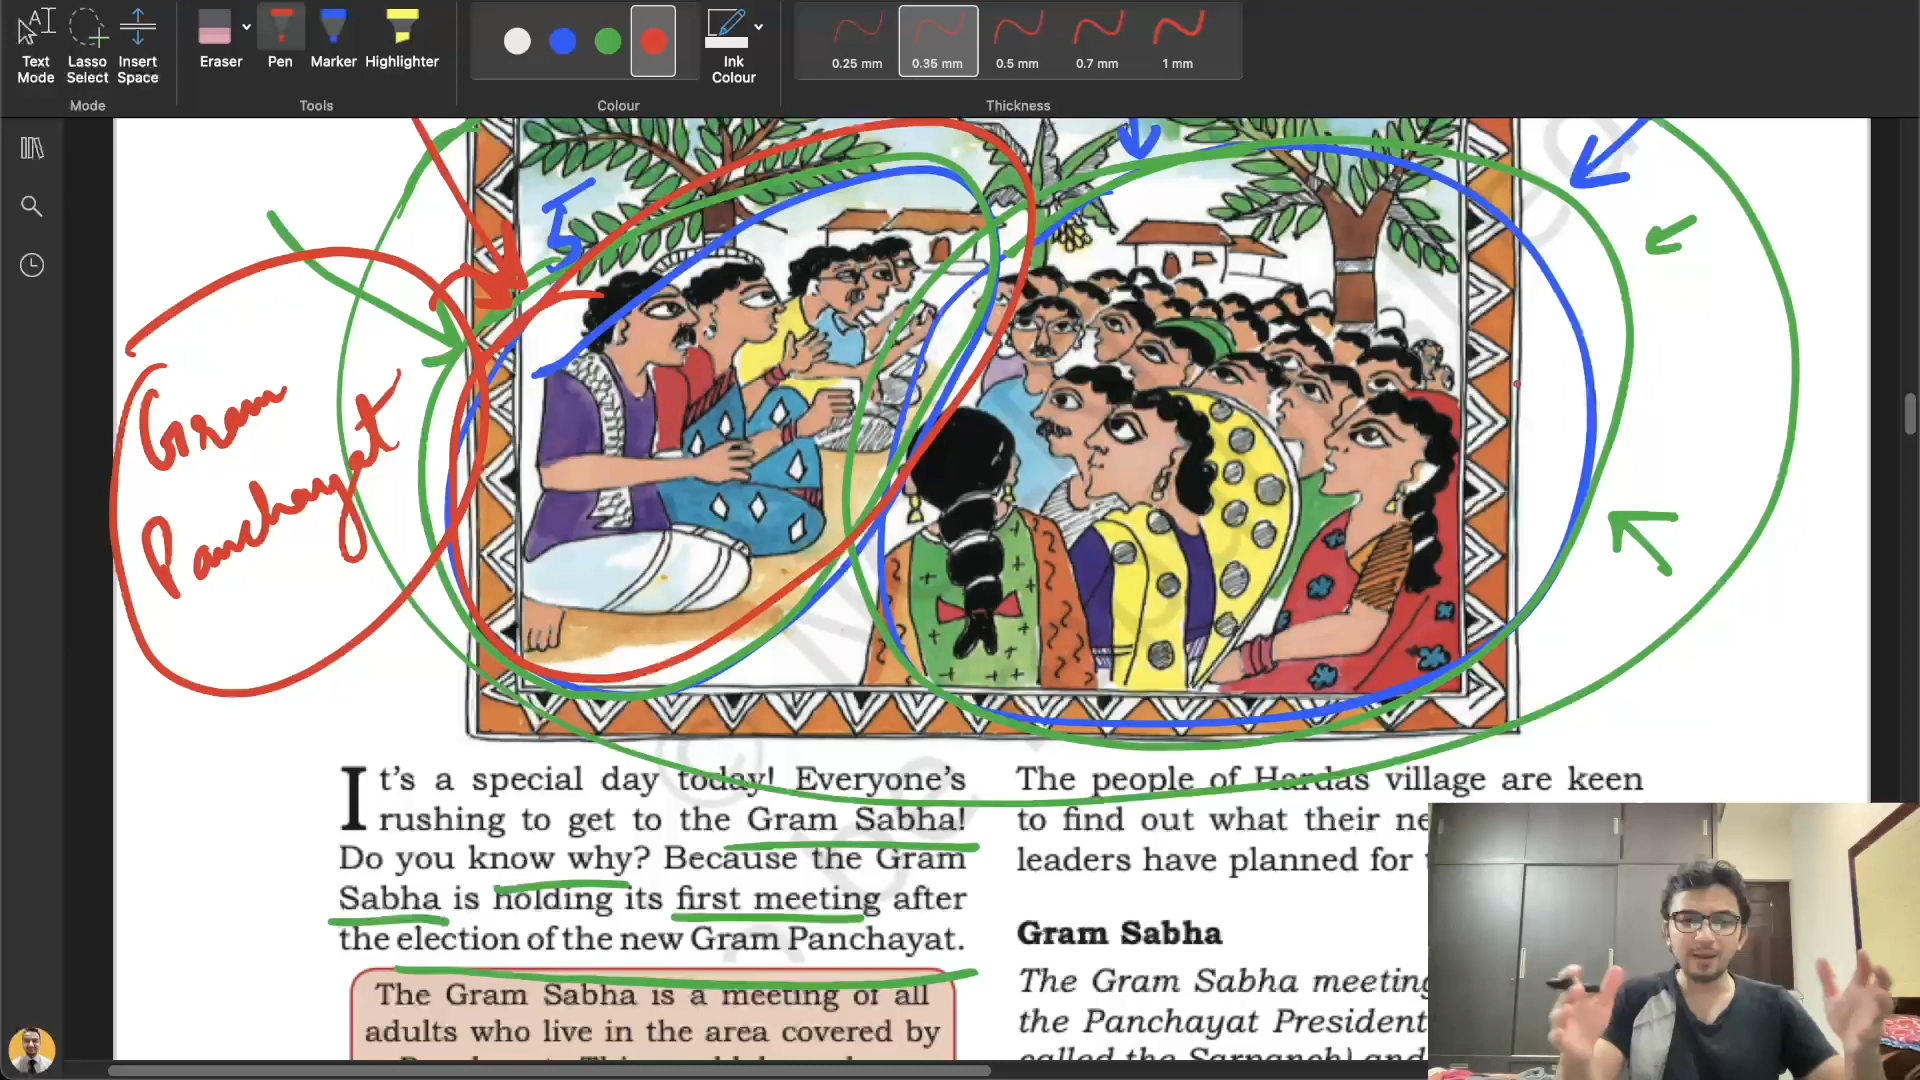 Text
Mode
Lasso
Select
Insert
Space
Mode
Eraser
Pen
Marker
Highlighter
Tools
Colour
Ink
Colour
0.25 mm
0.35 mm
0.5 mm
0.7 mm
1 mm
Thickness
5
Gram
Panchayat
It's a special day today! Everyone's
rushing to get to the Gram Sabha!
Do you know why? Because the Gram
Sabha is holding its first meeting after
the election of the new Gram Panchayat.
The Gram Sabha is a meeting of all
adults who live in the area covered by
The people of Hardas village are keen
to find out what their
leaders have planned for
Gram Sabha
The Gram Sabha meeting
the Panchayat President
called the Sarpanch) and